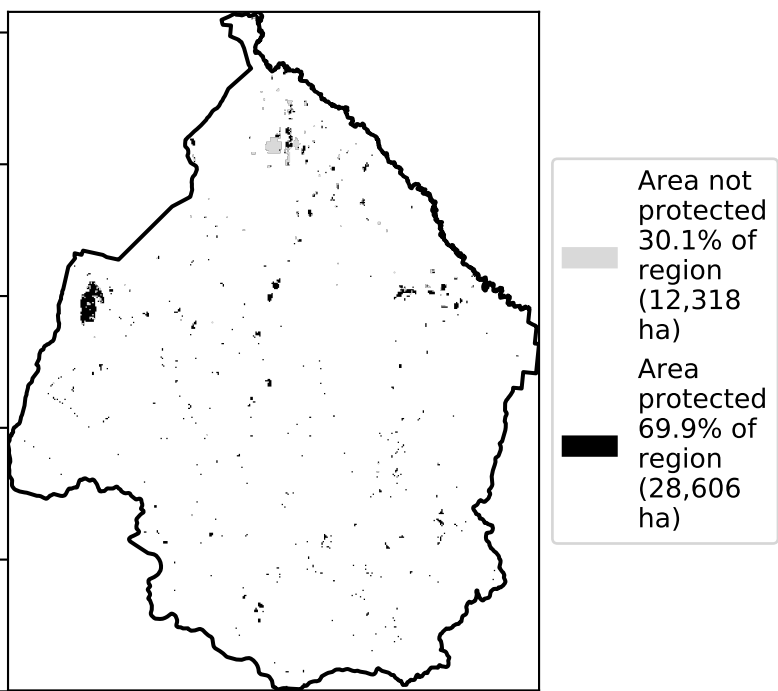 Area not
protected
30.1% of
region
(12,318
ha)
Area
protected
69.9% of
region
(28,606
ha)